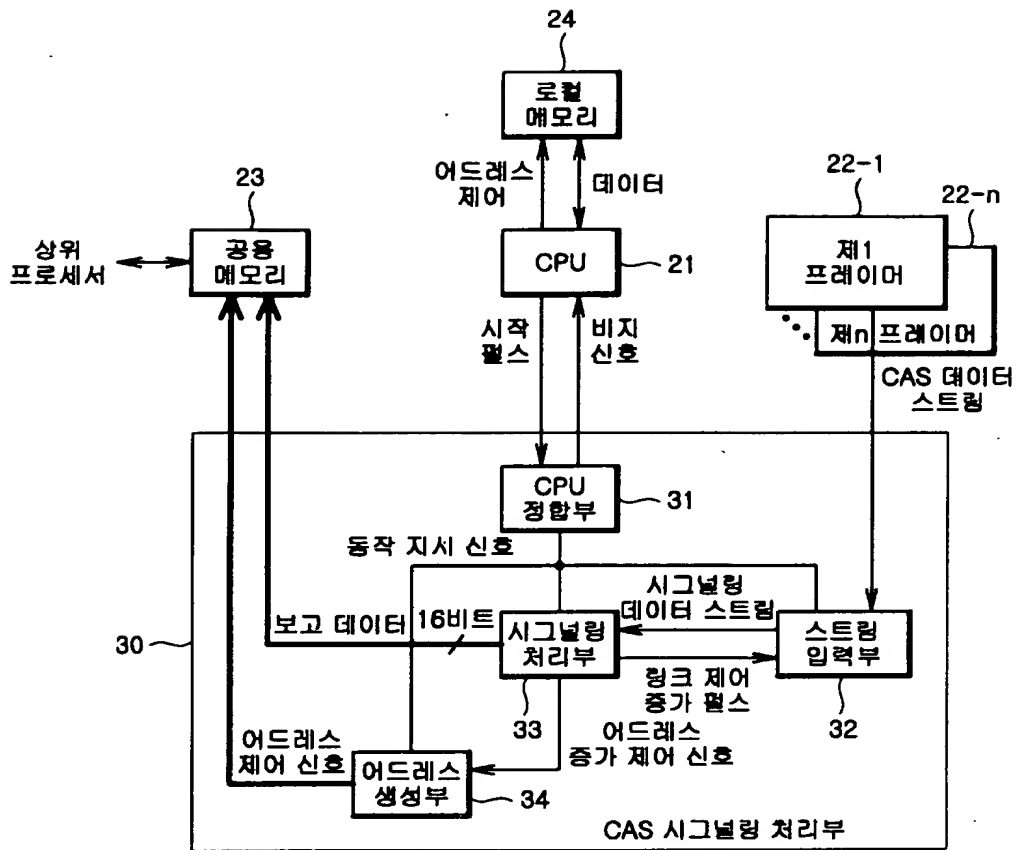 24
로컬
메모리
어드레스
제어
데이터
23
22-1
22-n
상위
프로세서
공용
메모리
CPU
21
제1
프레이머
제n 프레이머
시작
펄스
비지
신호
CAS 데이터
스트링
CPU
정합부
31
동작 지시 신호
시그널링
데이터 스트림
보고 데이터
16비트
시그널링
처리부
스트링
입력부
30
링크 제어
증가 펄스
33
32
어드레스
제어 신호
어드레스
증가 제어 신호
어드레스
생성부
34
CAS 시그널링 처리부